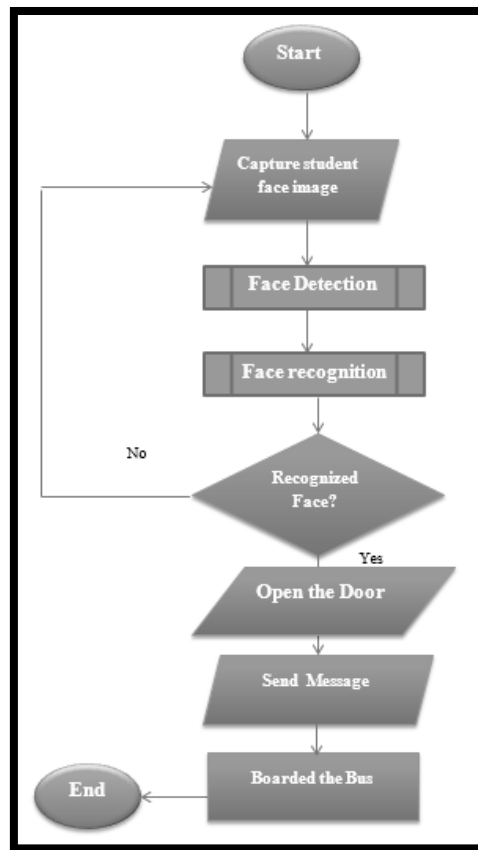 Start
Capture student
face image
Face Detection
Face recognition
No
Recognized
Face?
Yes
Open the Door
Send Message
Boarded the Bus
End